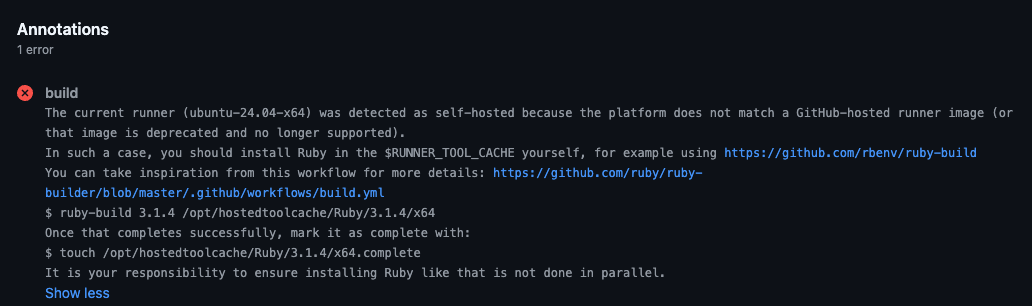 Annotations
1 error
build
The current runner (ubuntu-24.04-x64) was detected as self-hosted because the platform does not match a GitHub-hosted runner image (or
that image is deprecated and no longer supported).
In such a case, you should install Ruby in the $RUNNER_TOOL_CACHE yourself, for example using https://github.com/rbenv/ruby-build
You can take inspiration from this workflow for more details: https://github.com/ruby/ruby-
builder/blob/master/.github/workflows/build.yml
$ ruby-build 3.1.4 /opt/hostedtoolcache/Ruby/3.1.4/x64
Once that completes successfully, mark it as complete with:
$ touch /opt/hostedtoolcache/Ruby/3.1.4/x64.complete
It is your responsibility to ensure installing Ruby like that is not done in parallel.
Show less